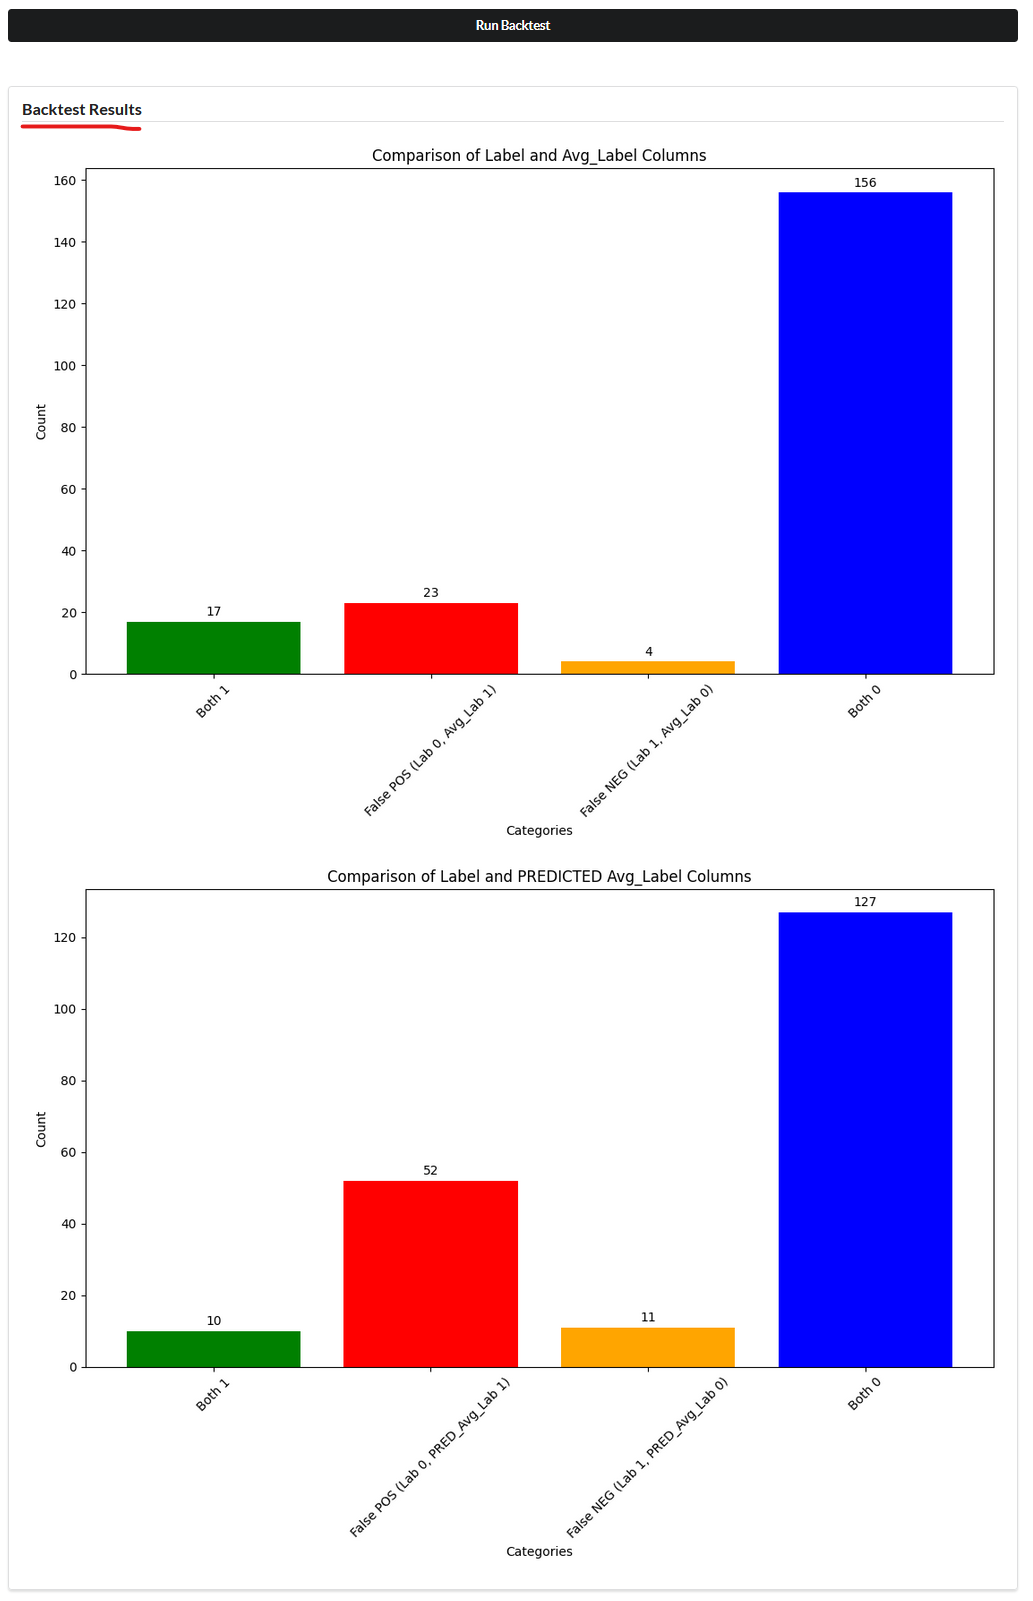 Run Backtest
Backtest Results
Comparison of Label and Avg_Label Columns
160
140
120
100
80
60
40
20
0
Count
156
17
23
4
Both 1
False POS (Lab 0, Avg_Lab 1)
False NEG (Lab 1, Avg_Lab 0)
Both 0
Categories
Comparison of Label and PREDICTED Avg_Label Columns
120
100
80
60
40
20
0
Count
127
52
10
11
Both 1
False POS (Lab 0, PRED_Avg_Lab 1)
False NEG (Lab 1, PRED_Avg_Lab 0)
Both 0
Categories